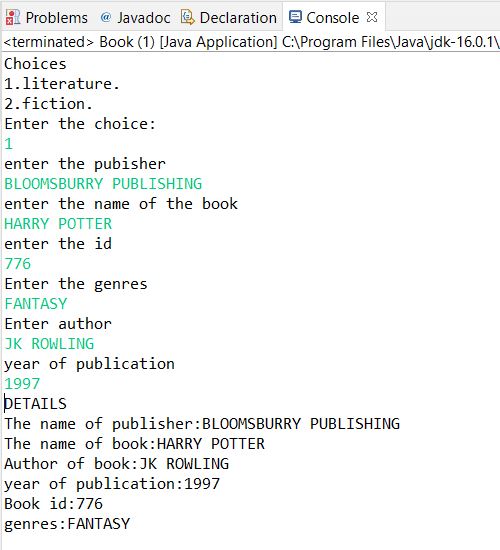 Problems @ Javadoc Declaration Console
<terminated> Book (1) [Java Application] C:\Program Files\Java\jdk-16.0.1\
Choices
1.literature.
2.fiction.
Enter the choice:
1
enter the pubisher
BLOOMSBURRY PUBLISHING
enter the name of the book
HARRY POTTER
enter the id
776
Enter the genres
FANTASY
Enter author
JK ROWLING
year of publication
1997
DETAILS
The name of publisher:BLOOMSBURRY PUBLISHING
The name of book:HARRY POTTER
Author of book:JK ROWLING
year of publication:1997
Book id:776
genres:FANTASY